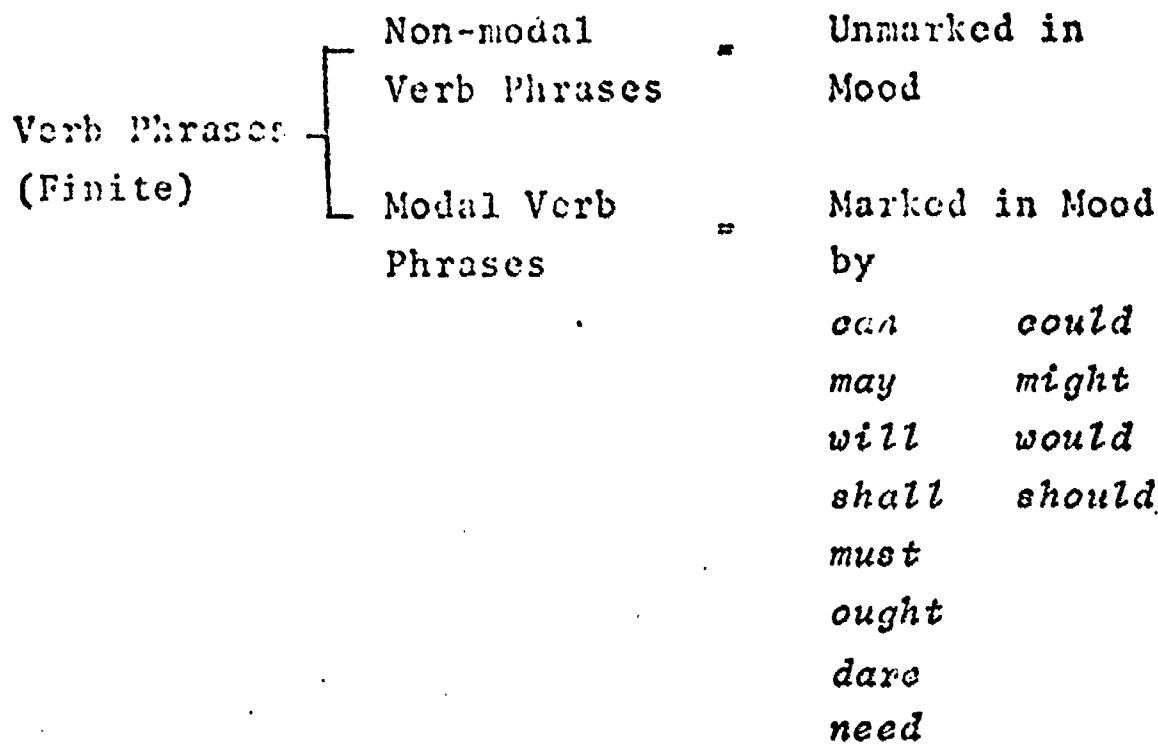 Non-modal = Unmarked in
Verb Phrases Mood
Verb Phrases
(Finite)
Modal Verb = Marked in Mood
Phrases by
can could
may might
will would
shall should
must
ought
dare
need